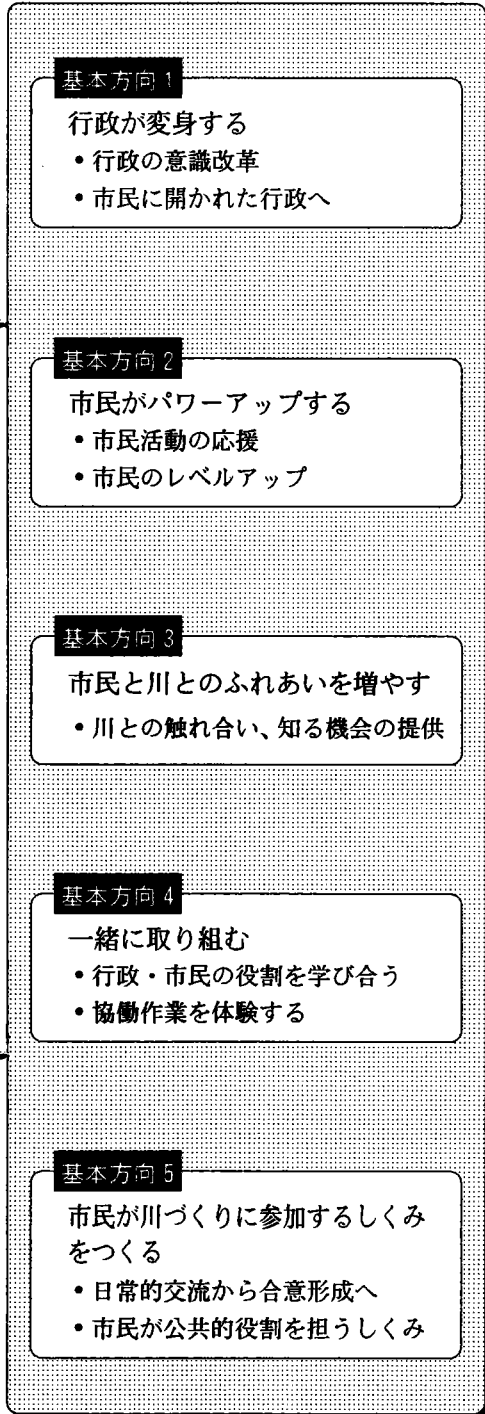 基本方向 1
行政が変身する
• 行政の意識改革
• 市民に開かれた行政へ
基本方向 2
市民がパワーアップする
• 市民活動の応援
• 市民のレベルアップ
基本方向 3
市民と川とのふれあいを増やす
• 川との触れ合い、知る機会の提供
基本方向 4
一緒に取り組む
• 行政・市民の役割を学び合う
• 協働作業を体験する
基本方向 5
市民が川づくりに参加するしくみ
をつくる
• 日常的交流から合意形成へ
• 市民が公共的役割を担うしくみ